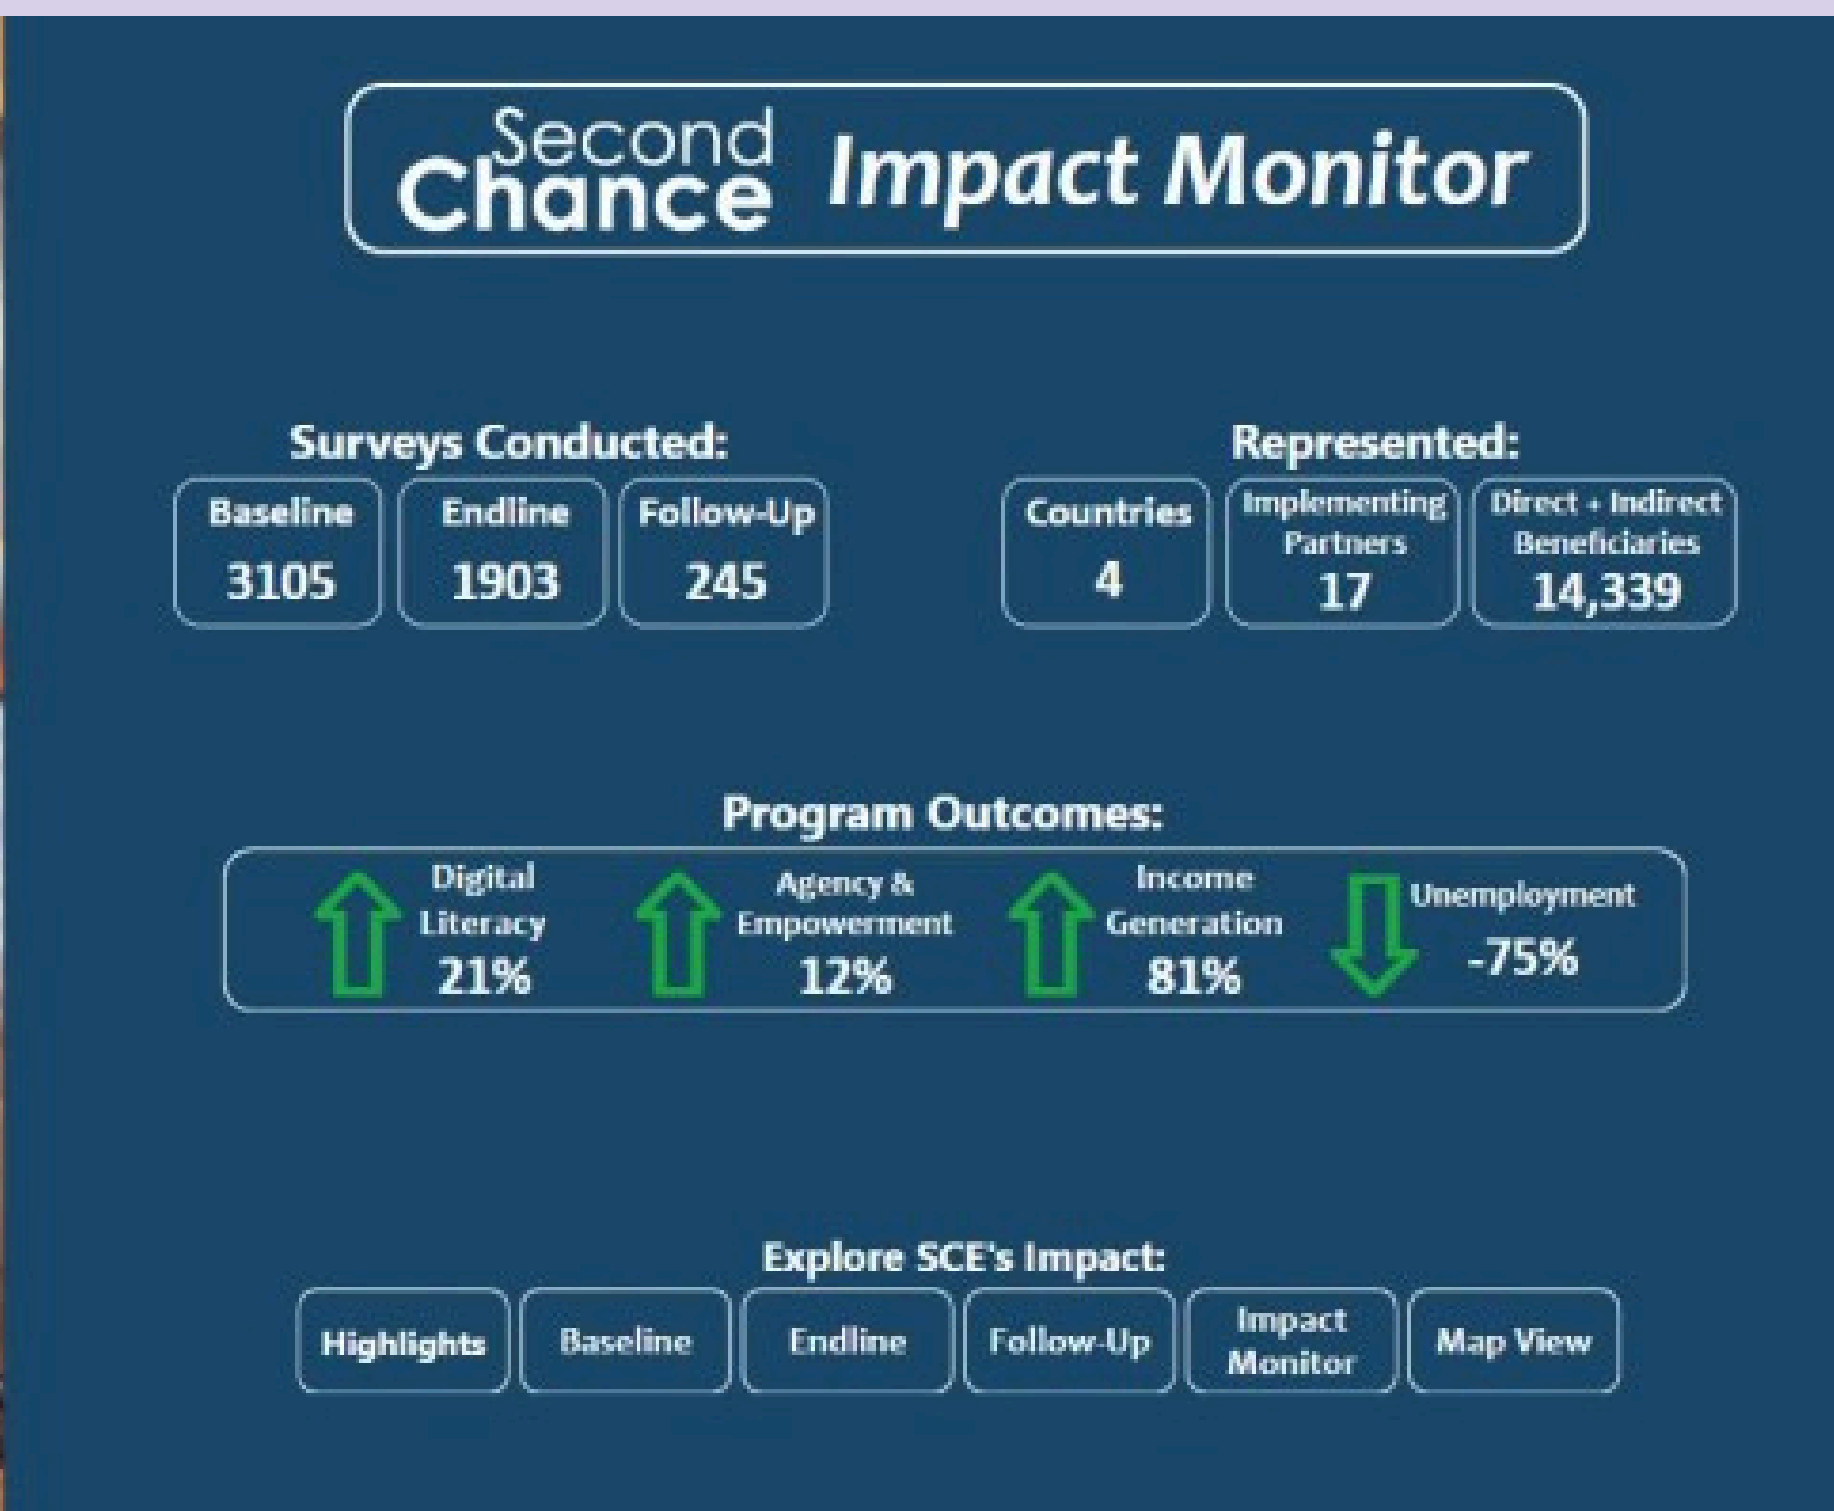 Second
Chance
Impact Monitor
Surveys Conducted:
Baseline
3105
Endline
1903
Follow-Up
245
Represented:
Countries
4
Implementing
Partners
17
Direct + Indirect
Beneficiaries
14,339
Program Outcomes:
Digital
Literacy
21%
Agency &
Empowerment
12%
Income
Generation
81%
Unemployment
-75%
Explore SCE's Impact:
Highlights
Baseline
Endline
Follow-Up
Impact
Monitor
Map View